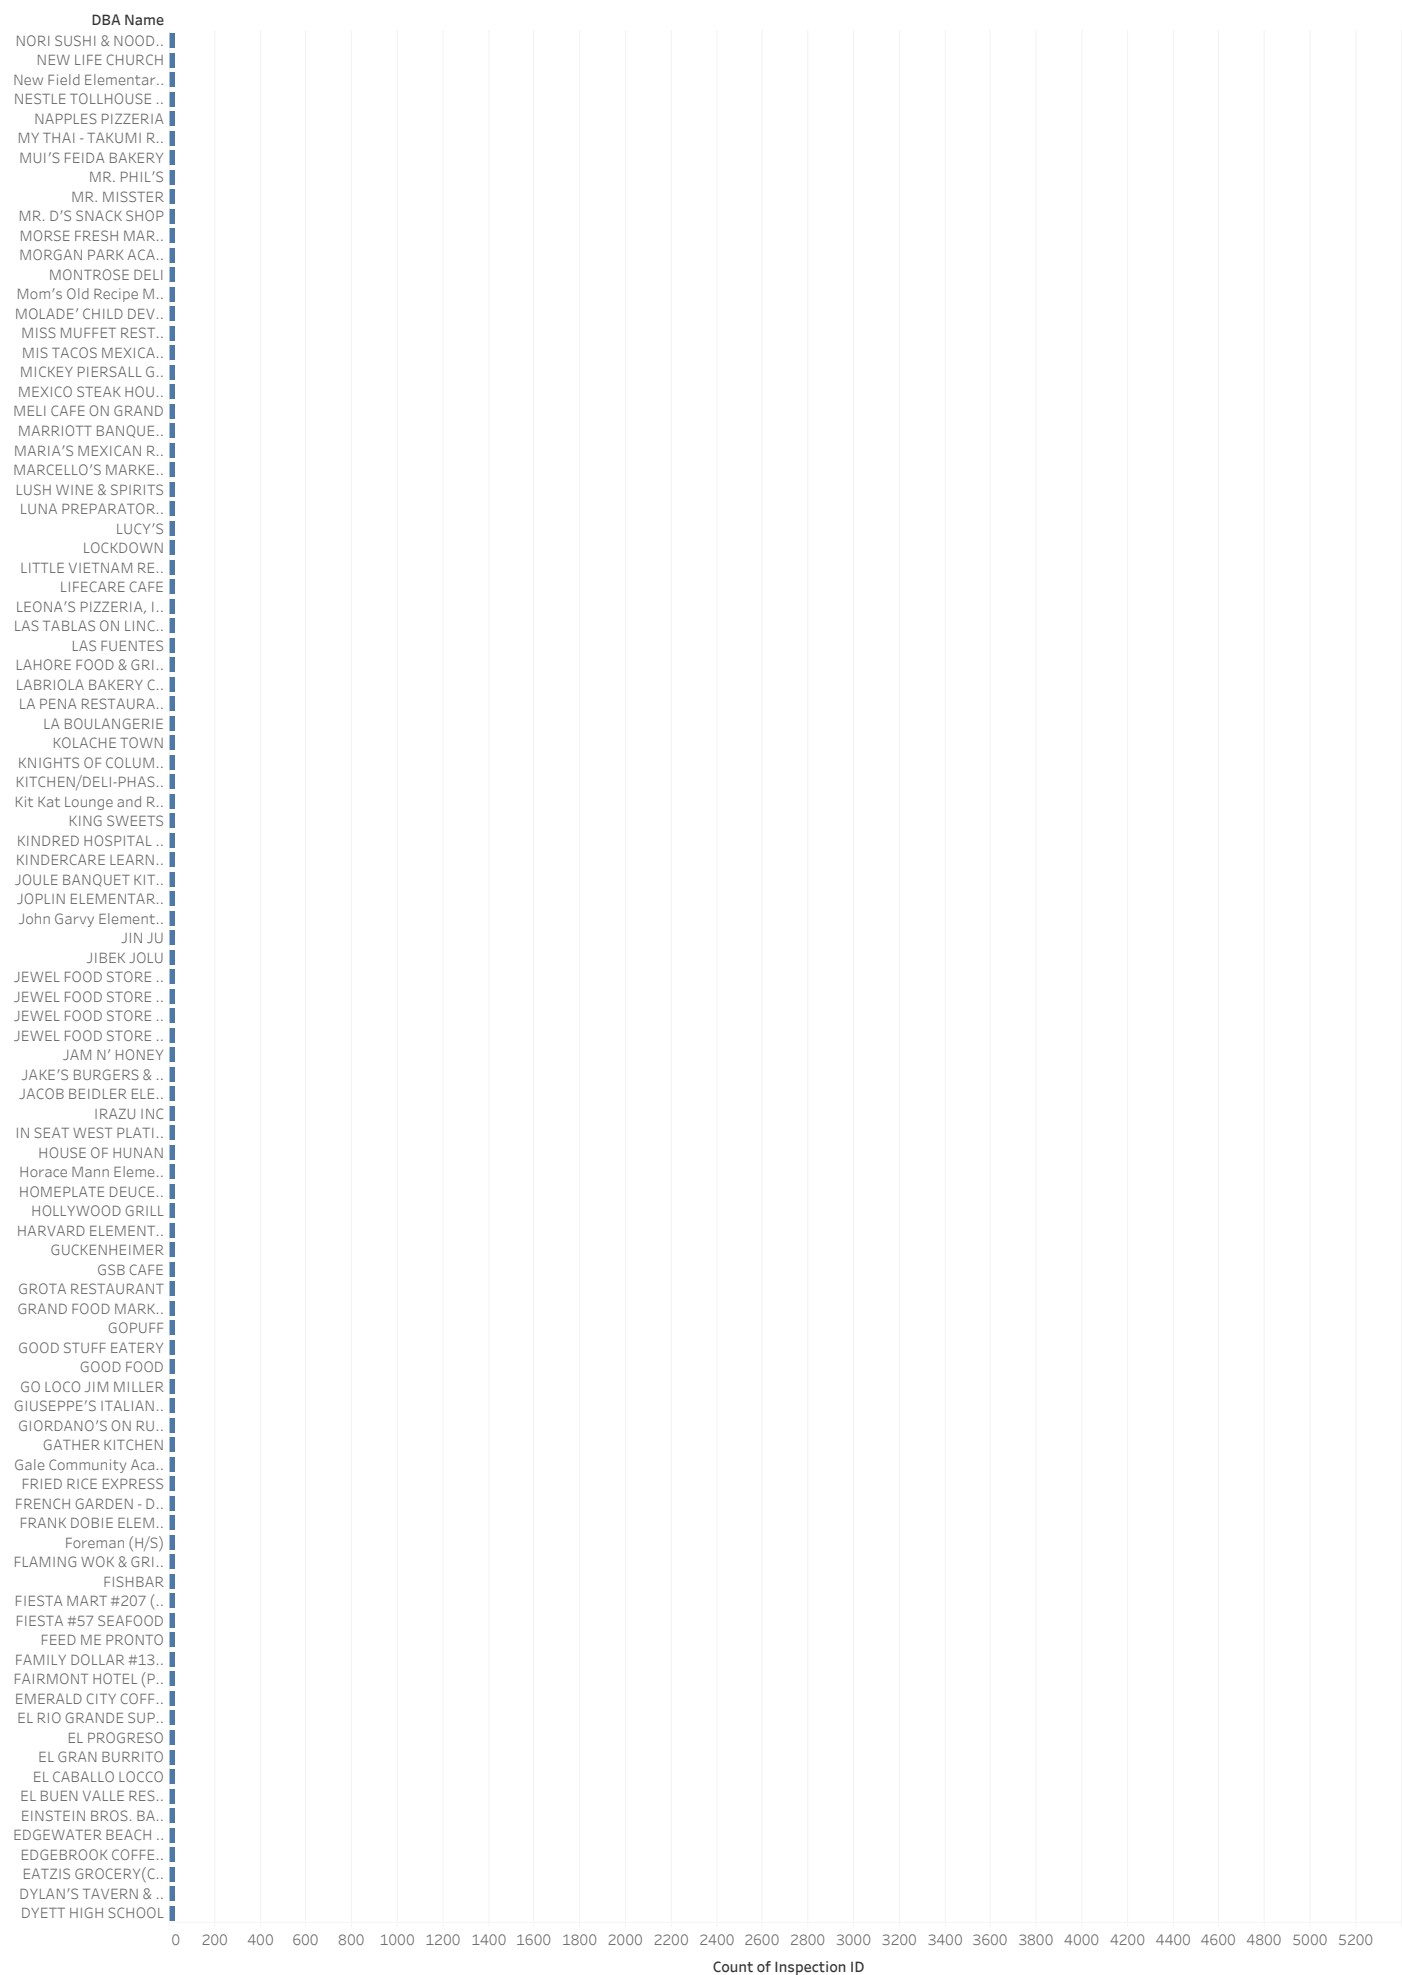 DBA Name
NORI SUSHI & NOOD..
NEW LIFE CHURCH
New Field Elementar..
NESTLE TOLLHOUSE ..
NAPPLES PIZZERIA
MY THAI - TAKUMI R..
MUI'S FEIDA BAKERY
MR. PHIL'S
MR. MISSTER
MR. D'S SNACK SHOP
MORSE FRESH MAR..
MORGAN PARK ACA..
MONTROSE DELI
Mom's Old Recipe M..
MOLADE' CHILD DEV..
MISS MUFFET REST..
MIS TACOS MEXICA..
MICKEY PIERSALL G..
MEXICO STEAK HOU..
MELI CAFE ON GRAND
MARRIOTT BANQUE..
MARIA'S MEXICAN R..
MARCELLO'S MARKE..
LUSH WINE & SPIRITS
LUNA PREPARATOR..
LUCY'S
LOCKDOWN
LITTLE VIETNAM RE..
LIFECARE CAFE
LEONA'S PIZZERIA, I..
LAS TABLAS ON LINC..
LAS FUENTES
LAHORE FOOD & GRI..
LABRIOLA BAKERY C..
LA PENA RESTAURA..
LA BOULANGERIE
KOLACHE TOWN
KNIGHTS OF COLUM..
KITCHEN/DELI-PHAS..
Kit Kat Lounge and R..
KING SWEETS
KINDRED HOSPITAL ..
KINDERCARE LEARN..
JOULE BANQUET KIT..
JOPLIN ELEMENTAR..
John Garvy Element..
JIN JU
JIBEK JOLU
JEWEL FOOD STORE ..
JEWEL FOOD STORE ..
JEWEL FOOD STORE ..
JEWEL FOOD STORE ..
JAM N' HONEY
JAKE'S BURGERS & ..
JACOB BEIDLER ELE..
IRAZU INC
IN SEAT WEST PLATI..
HOUSE OF HUNAN
Horace Mann Eleme..
HOMEPLATE DEUCE..
HOLLYWOOD GRILL
HARVARD ELEMENT..
GUCKENHEIMER
GSB CAFE
GROTA RESTAURANT
GRAND FOOD MARK..
GOPUFF
GOOD STUFF EATERY
GOOD FOOD
GO LOCO JIM MILLER
GIUSEPPE'S ITALIAN..
GIORDANO'S ON RU..
GATHER KITCHEN
Gale Community Aca..
FRIED RICE EXPRESS
FRENCH GARDEN - D..
FRANK DOBIE ELEM..
Foreman (H/S)
FLAMING WOK & GRI..
FISHBAR
FIESTA MART #207 (..
FIESTA #57 SEAFOOD
FEED ME PRONTO
FAMILY DOLLAR #13..
FAIRMONT HOTEL (P..
EMERALD CITY COFF..
EL RIO GRANDE SUP..
EL PROGRESO
EL GRAN BURRITO
EL CABALLO LOCCO
EL BUEN VALLE RES..
EINSTEIN BROS. BA..
EDGEWATER BEACH ..
EDGEBROOK COFFE..
EATZIS GROCERY(C..
DYLAN'S TAVERN & ..
DYETT HIGH SCHOOL
0 200 400 600 800 1000 1200 1400 1600 1800 2000 2200 2400 2600 2800 3000 3200 3400 3600 3800 4000 4200 4400 4600 4800 5000 5200
Count of Inspection ID